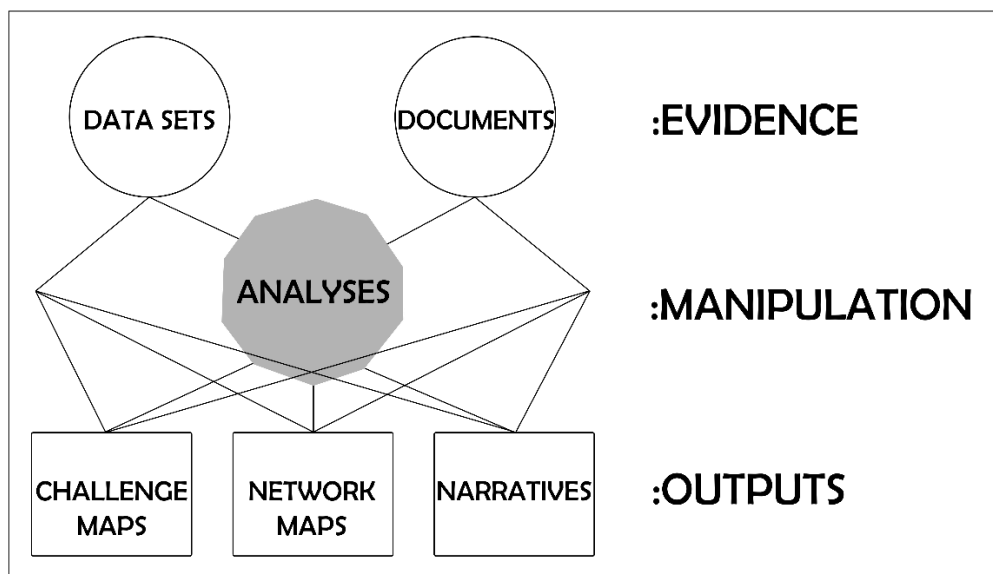 DATA SETS
DOCUMENTS
:EVIDENCE
ANALYSES
:MANIPULATION
CHALLENGE
MAPS
NETWORK
MAPS
NARRATIVES
:OUTPUTS